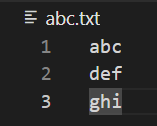 abc.txt
1 abc
2 def
3 ghi